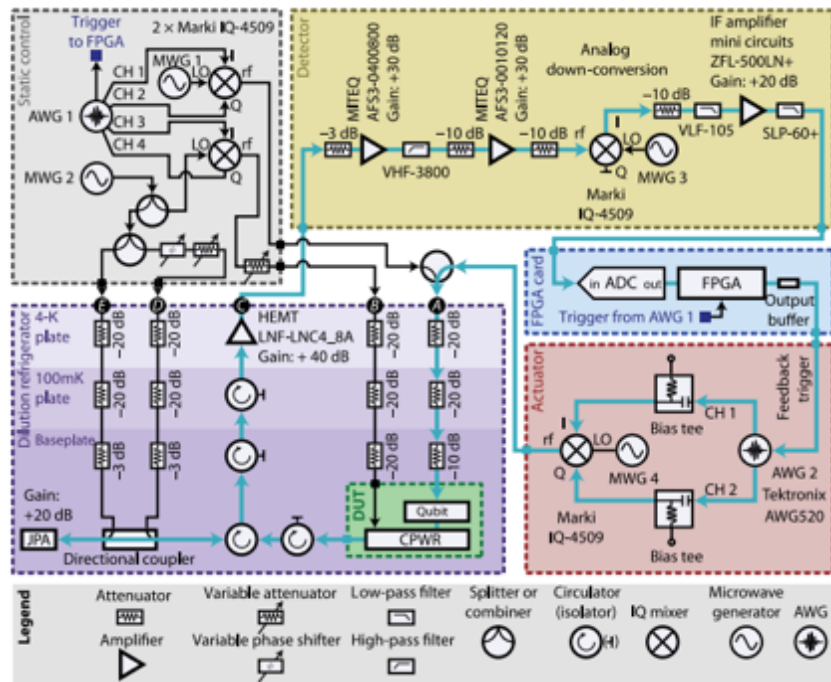 Trigger
to FPGA
2 × Marki IQ-4509
Static control
MWG 1
LO
I
Q
rf
CH 1
CH 2
CH 3
CH 4
AWG 1
I
LO
Q
rf
MWG 2
Detector
−3 dB
MITEQ
AFS3-0400800
Gain: +30 dB
VHF-3800
−10 dB
MITEQ
AFS3-0010120
Gain: +30 dB
−10 dB
rf
Analog
down-conversion
I
LO
Q
MWG 3
Marki
IQ-4509
−10 dB
VLF-105
IF amplifier
mini circuits
ZFL-500LN+
Gain: +20 dB
SLP-60+
FPGA card
in ADC out
FPGA
Output
buffer
Trigger from AWG 1
Dilution refrigerator
4-K
plate
100mK
plate
Baseplate
E
D
C
B
A
−20 dB
−20 dB
−3 dB
−20 dB
−20 dB
−3 dB
HEMT
LNF-LNC4_8A
Gain: + 40 dB
−20 dB
−20 dB
−20 dB
−20 dB
−20 dB
−10 dB
Gain:
+20 dB
JPA
Directional coupler
DUT
Qubit
CPWR
Actuator
Feedback
trigger
Bias tee
CH 1
I
rf
LO
Q
MWG 4
Marki
IQ-4509
CH 2
Bias tee
AWG 2
Tektronix
AWG520
Legend
Attenuator
Variable attenuator
Low-pass filter
Splitter or
combiner
Circulator
(isolator)
IQ mixer
Microwave
generator
AWG
Amplifier
Variable phase shifter
High-pass filter